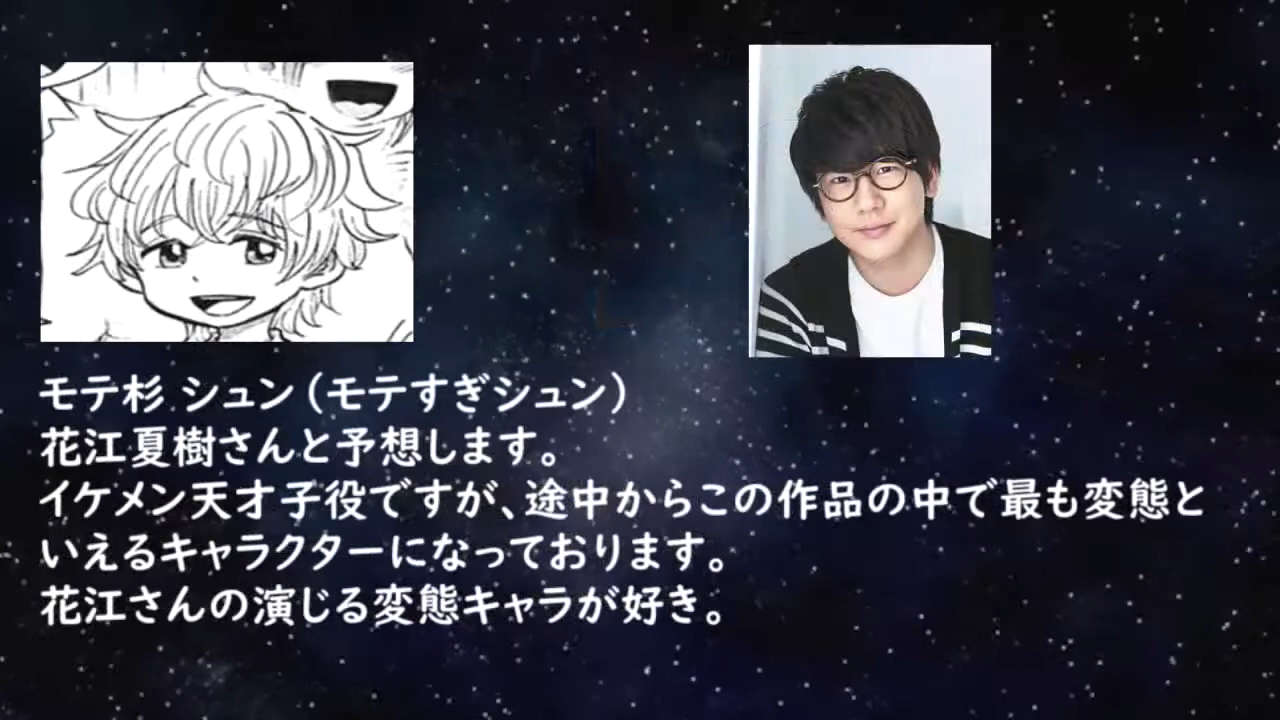 モテ杉 シュン（モテすぎシュン）
花江夏樹さんと予想します。
イケメン天才子役ですが、途中からこの作品の中で最も変態と
いえるキャラクターになっております。
花江さんの演じる変態キャラが好き。